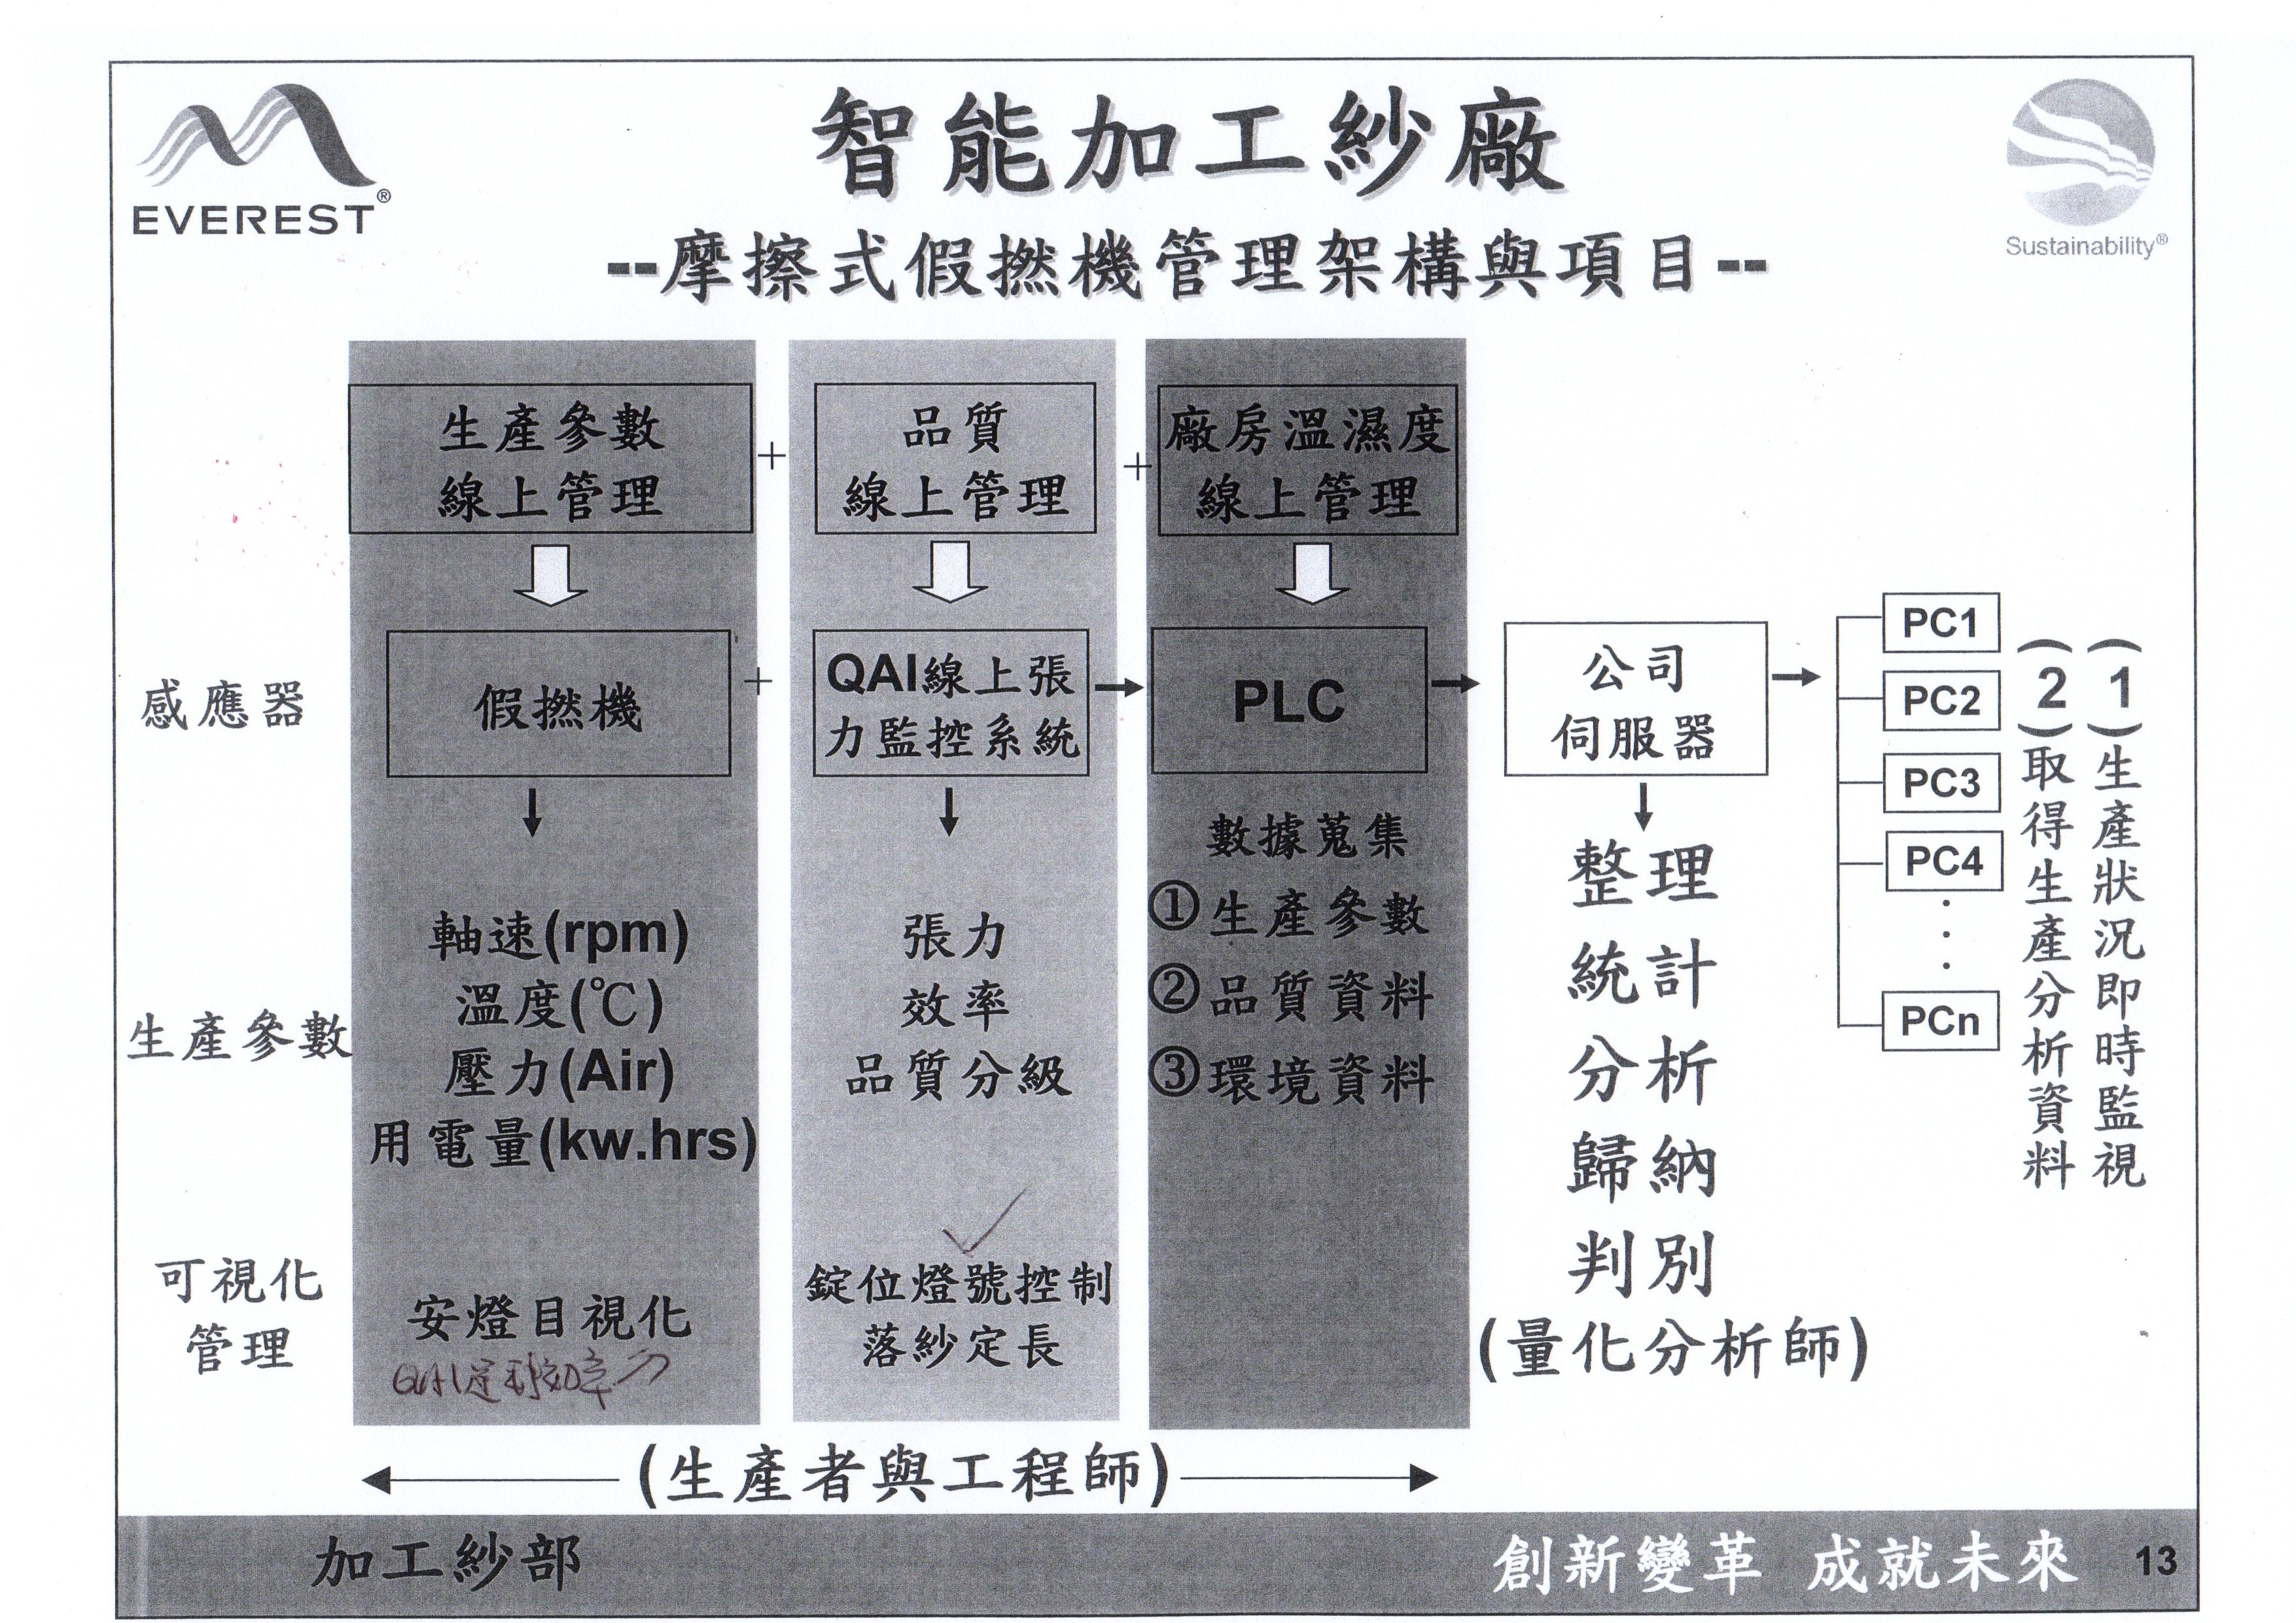 EVEREST®
智能加工紗廠
--摩擦式假撚機管理架構與項目--
Sustainability®
生產參數
線上管理
+
品質
線上管理
+
廠房溫濕度
線上管理
感應器
假撚機
+
QAI線上張
力監控系統
PLC
公司
伺服器
PC1
PC2
PC3
PC4
PCn
(1)生產狀況即時監視
(2)取得生產分析資料
生產參數
軸速(rpm)
溫度(℃)
壓力(Air)
用電量(kw.hrs)
張力
效率
品質分級
數據蒐集
①生產參數
②品質資料
③環境資料
整理
統計
分析
歸納
判別
(量化分析師)
可視化
管理
安燈目視化
錠位燈號控制
落紗定長
(生產者與工程師)
加工紗部
創新變革 成就未來
13